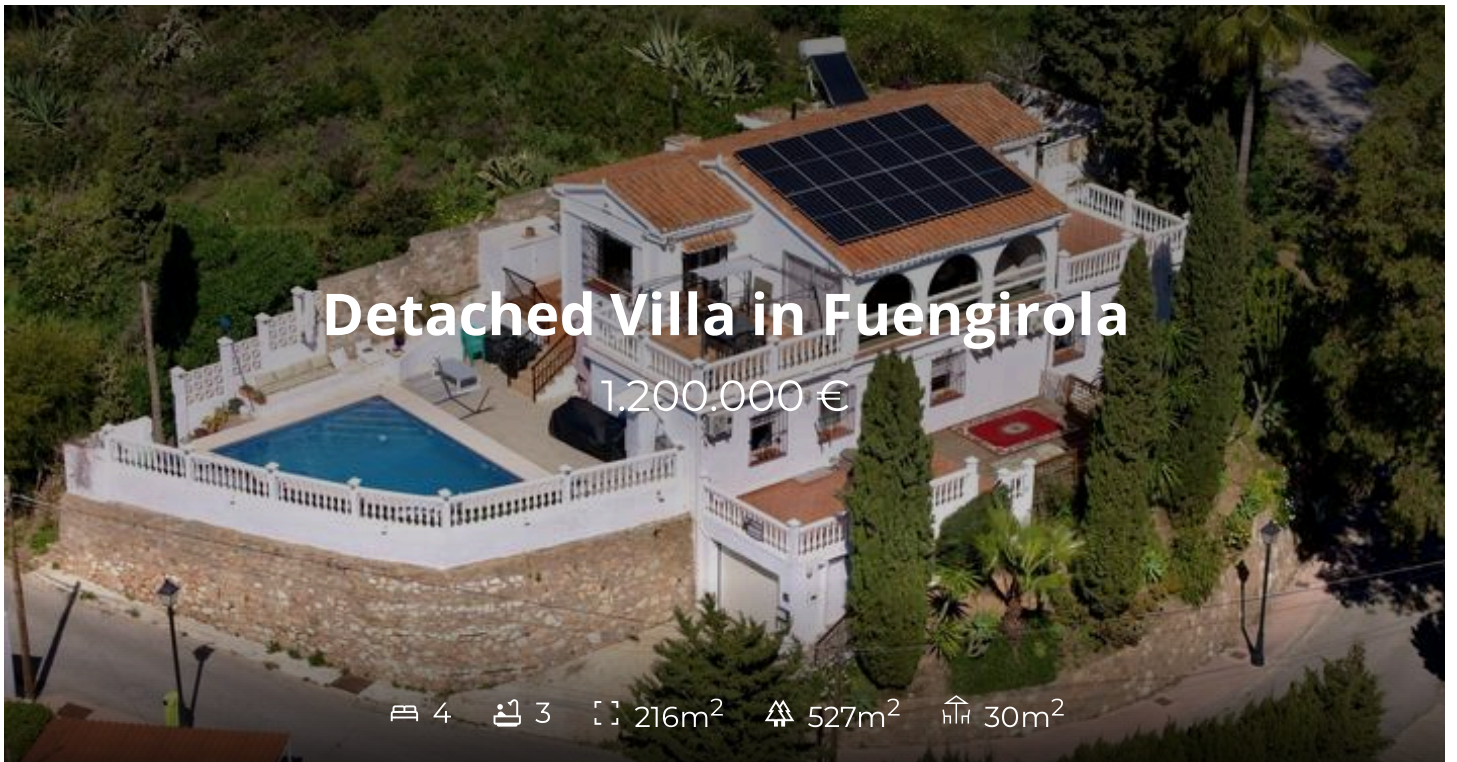 Detached Villa in Fuengirola
1.200.000 €
4 3 216m² 527m² 30m²